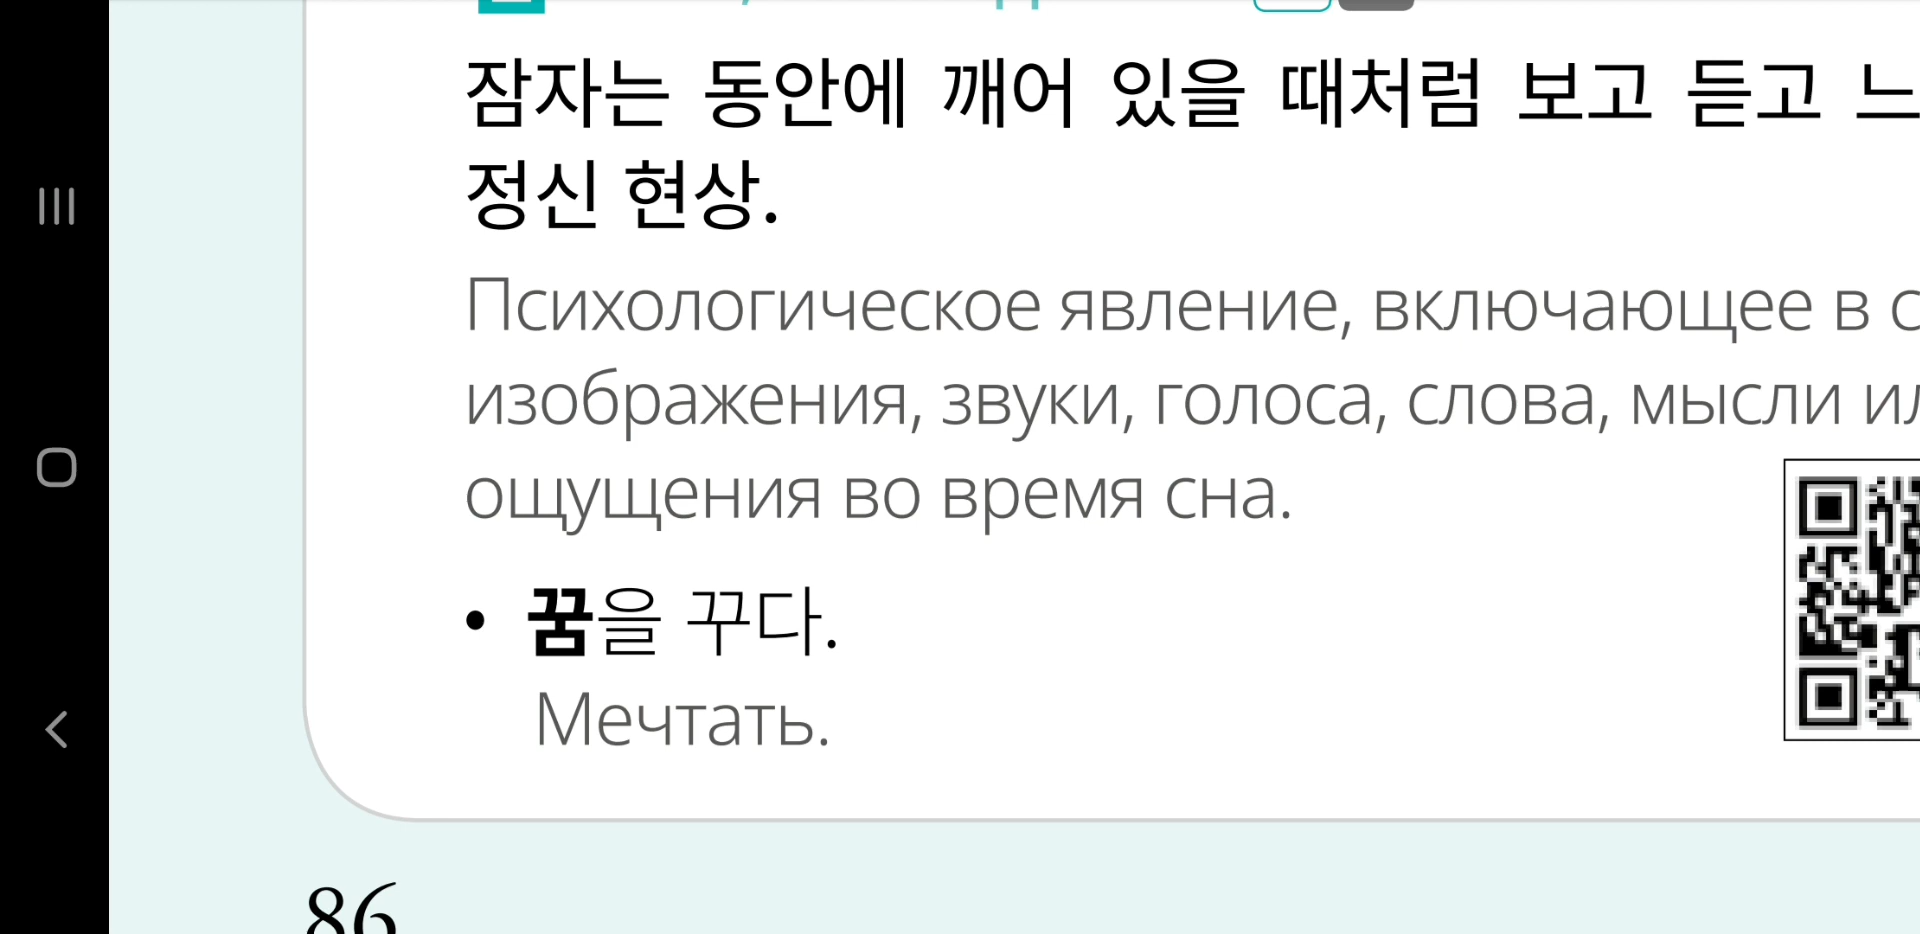 잠자는 동안에 깨어 있을 때처럼 보고 듣고 느
정신 현상.
Психологическое явление, включающее в с
изображения, звуки, голоса, слова, мысли ил
ощущения во время сна.
• 꿈을 꾸다.
Мечтать.
86